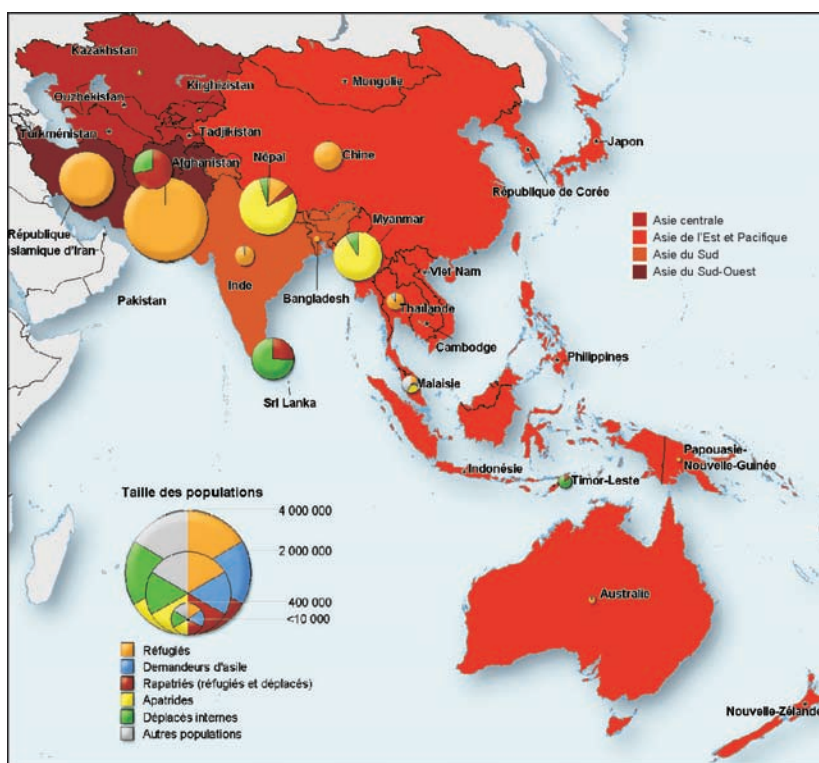 Kazakhstan
Mongolie
Ouzbékistan
Kirghizistan
Turkménistan
Tadjikistan
Japon
Afghanistan
Népal
Chine
République de Corée
République
islamique d'Iran
Myanmar
Asie centrale
Asie de l'Est et Pacifique
Asie du Sud
Asie du Sud-Ouest
Pakistan
Inde
Bangladesh
Viet Nam
Thaïlande
Cambodge
Philippines
Sri Lanka
Malaisie
Papouasie-
Nouvelle-Guinée
Indonésie
Timor-Leste
Taille des populations
4 000 000
2 000 000
400 000
<10 000
Australie
Réfugiés
Demandeurs d'asile
Rapatriés (réfugiés et déplacés)
Apatrides
Déplacés internes
Autres populations
Nouvelle-Zélande